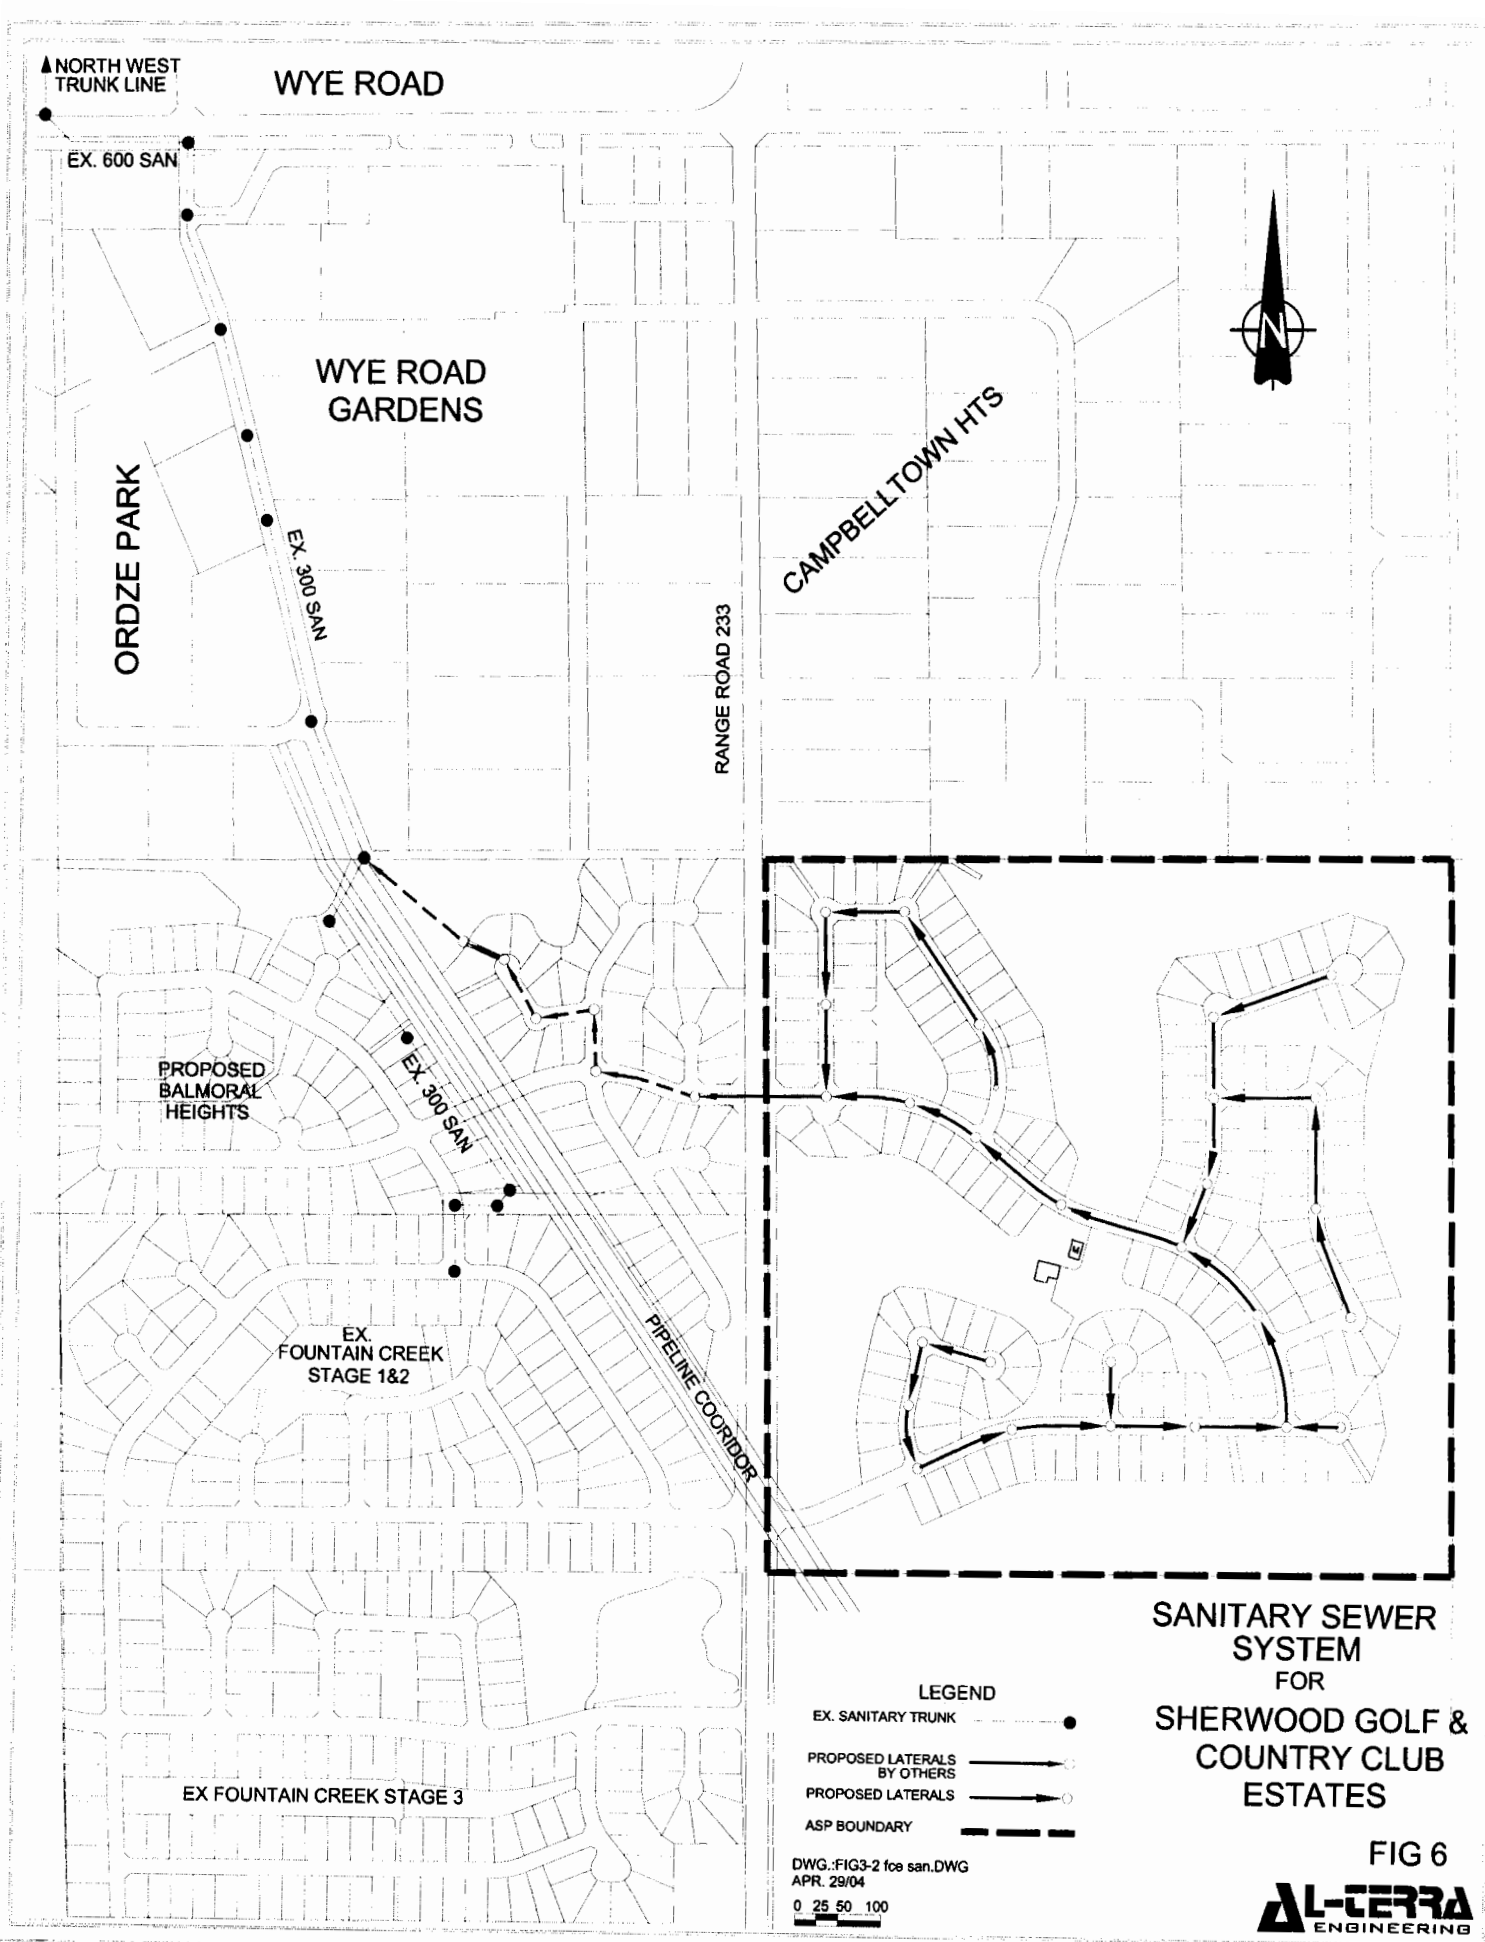 NORTH WEST
TRUNK LINE
WYE ROAD
EX. 600 SAN
N
WYE ROAD
GARDENS
CAMPBELLTOWN HTS
ORDZE PARK
EX. 300 SAN
RANGE ROAD 233
PROPOSED
BALMORAL
HEIGHTS
EX. 300 SAN
EX.
FOUNTAIN CREEK
STAGE 1&2
PIPELINE COORIDOR
EX FOUNTAIN CREEK STAGE 3
SANITARY SEWER
SYSTEM
FOR
SHERWOOD GOLF &
COUNTRY CLUB
ESTATES
LEGEND
EX. SANITARY TRUNK
PROPOSED LATERALS
BY OTHERS
PROPOSED LATERALS
ASP BOUNDARY
DWG.:FIG3-2 fce san.DWG
APR. 29/04
0 25 50 100
FIG 6
AL-TERRA
ENGINEERING